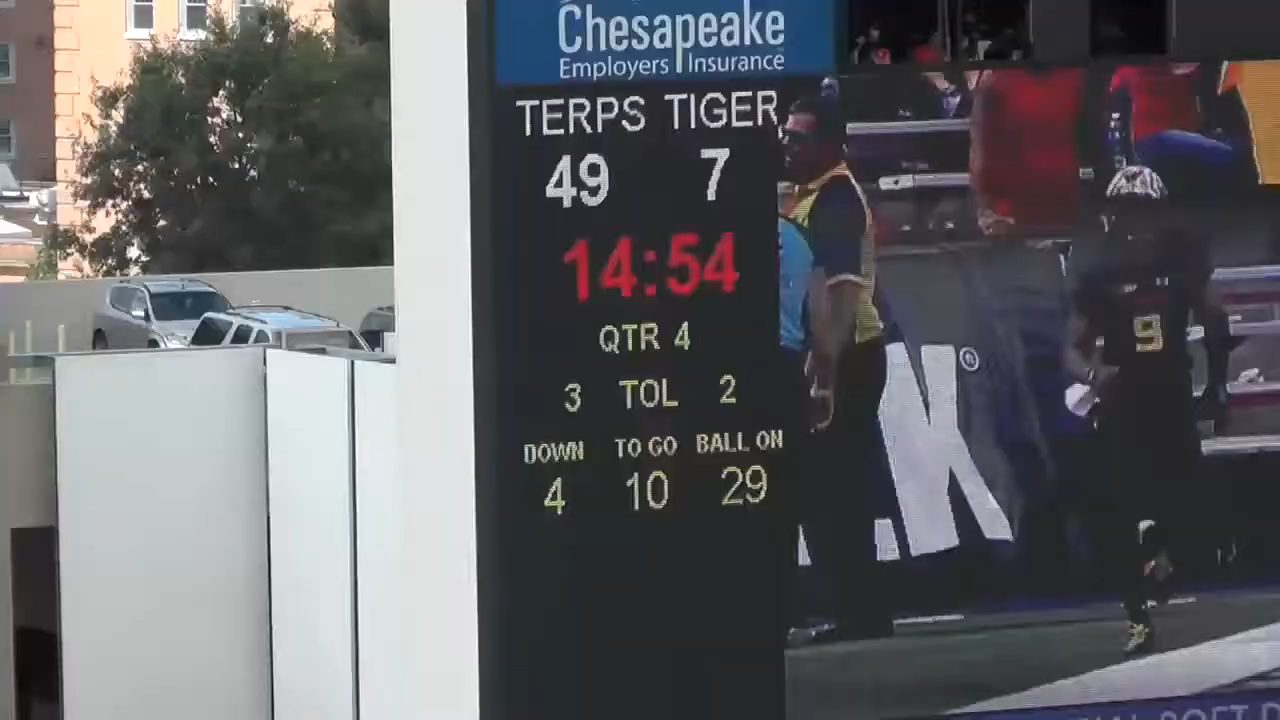 Chesapeake
Employers Insurance
TERPS TIGER
49 7
14:54
QTR 4
3 TOL 2
DOWN TO GO BALL ON
4 10 29
9